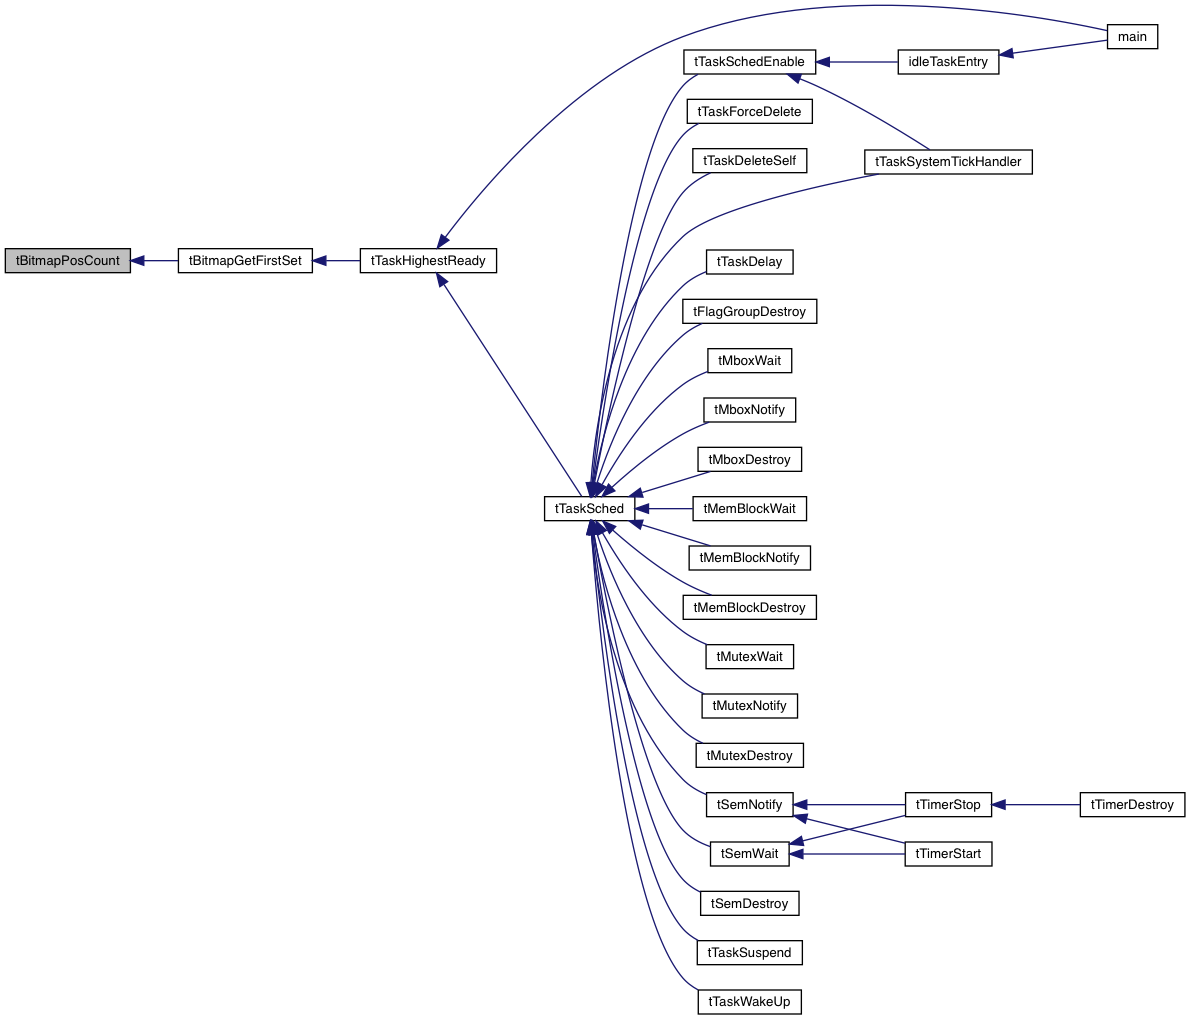 main
tTaskSchedEnable
idleTaskEntry
tTaskForceDelete
tTaskDeleteSelf
tTaskSystemTickHandler
tBitmapPosCount
tBitmapGetFirstSet
tTaskHighestReady
tTaskDelay
tFlagGroupDestroy
tMboxWait
tMboxNotify
tMboxDestroy
tTaskSched
tMemBlockWait
tMemBlockNotify
tMemBlockDestroy
tMutexWait
tMutexNotify
tMutexDestroy
tSemNotify
tTimerStop
tTimerDestroy
tSemWait
tTimerStart
tSemDestroy
tTaskSuspend
tTaskWakeUp